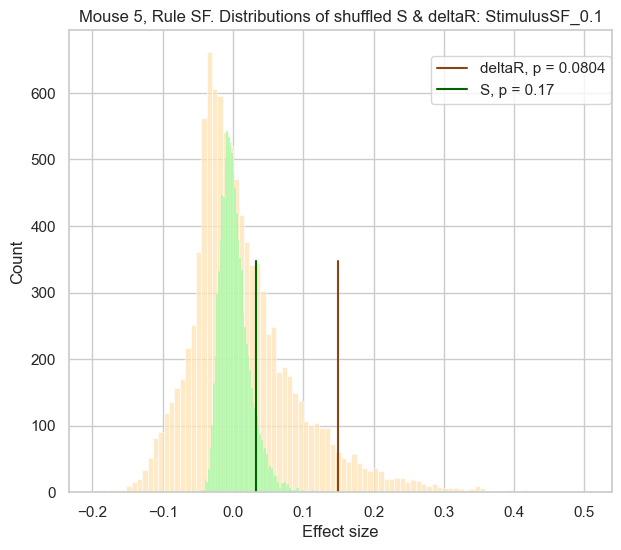 Mouse 5, Rule SF. Distributions of shuffled S & deltaR: StimulusSF_0.1
deltaR, p = 0.0804
S, p = 0.17
Count
600
500
400
300
200
100
0
−0.2 −0.1 0.0 0.1 0.2 0.3 0.4 0.5
Effect size